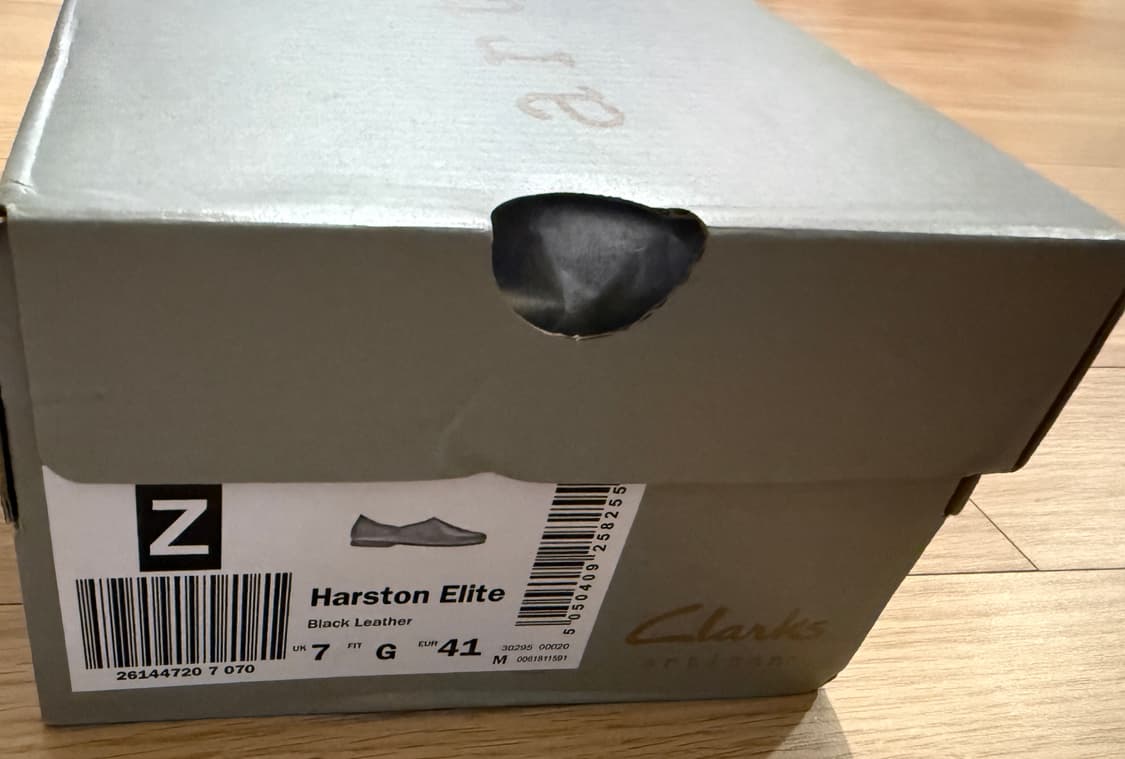 Z
26144720 7 070
Harston Elite
Black Leather
UK 7 FIT G EUR 41
30295 00020
M 0061811591
5 050409 258255
Clarks
artisan